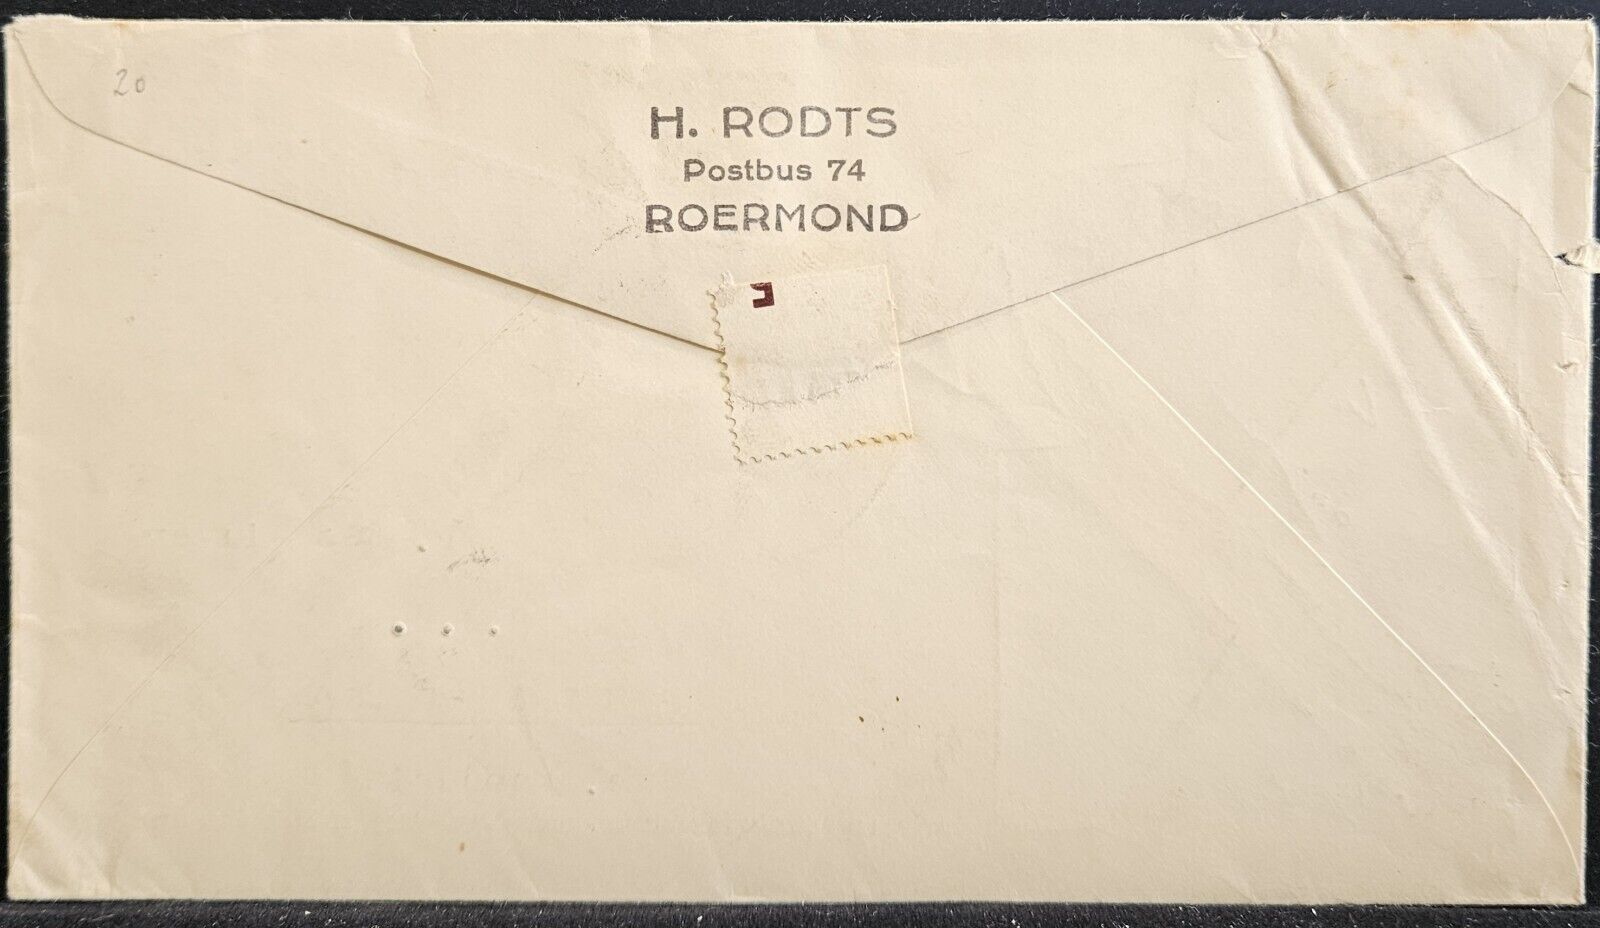 20
H. RODTS
Postbus 74
ROERMOND